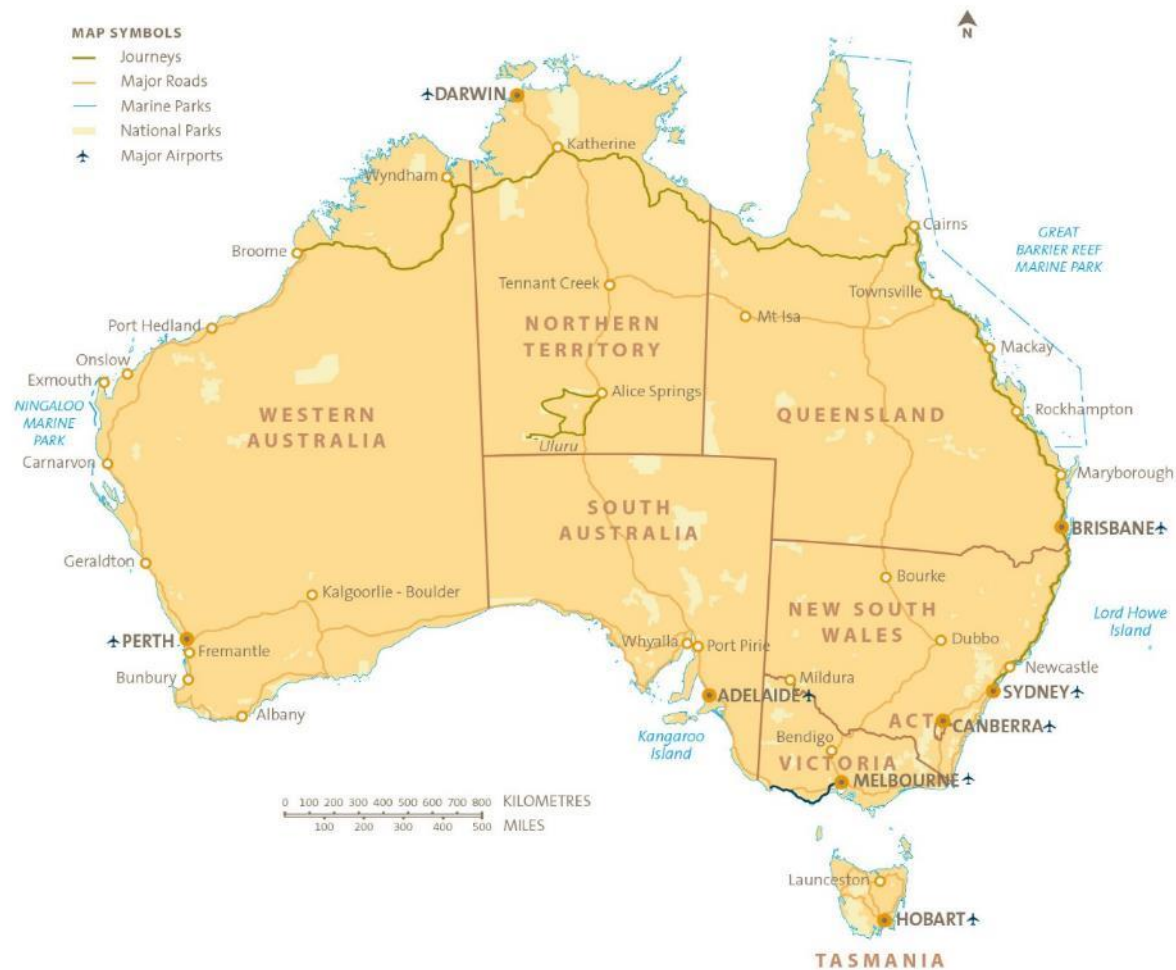 MAP SYMBOLS
Journeys
Major Roads
Marine Parks
National Parks
Major Airports
N
DARWIN
Katherine
Wyndham
Broome
Cairns
GREAT
BARRIER REEF
MARINE PARK
Tennant Creek
Townsville
Mt Isa
Port Hedland
NORTHERN
TERRITORY
Mackay
Onslow
Exmouth
Alice Springs
NINGALOO
MARINE
PARK
WESTERN
AUSTRALIA
QUEENSLAND
Rockhampton
Uluru
Carnarvon
Maryborough
SOUTH
AUSTRALIA
BRISBANE
Geraldton
Bourke
Kalgoorlie - Boulder
NEW SOUTH
WALES
Lord Howe
Island
PERTH
Fremantle
Whyalla
Port Pirie
Dubbo
Newcastle
Bunbury
Mildura
ADELAIDE
SYDNEY
Albany
ACT
CANBERRA
Kangaroo
Island
Bendigo
VICTORIA
MELBOURNE
0 100 200 300 400 500 600 700 800 KILOMETRES
100 200 300 400 500 MILES
Launceston
HOBART
TASMANIA